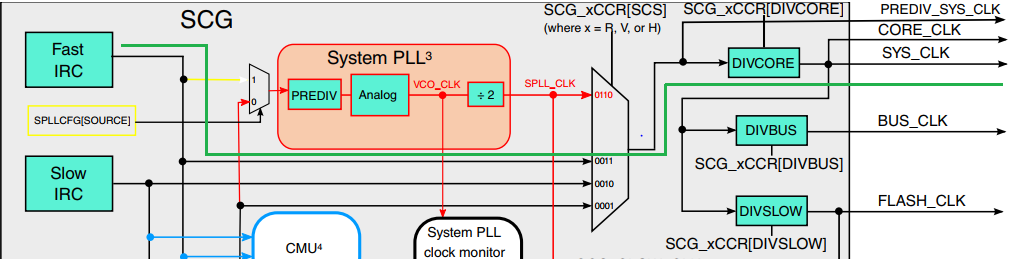 SCG
SCG_xCCR[SCS]
(where x = R, V, or H)
SCG_xCCR[DIVCORE]
PREDIV_SYS_CLK
CORE_CLK
SYS_CLK
Fast
IRC
System PLL³
DIVCORE
1
0
PREDIV
Analog
VCO_CLK
÷ 2
SPLL_CLK
0110
SPLLCFG[SOURCE]
DIVBUS
BUS_CLK
SCG_xCCR[DIVBUS]
Slow
IRC
0011
0010
0001
DIVSLOW
FLASH_CLK
SCG_xCCR[DIVSLOW]
CMU⁴
System PLL
clock monitor